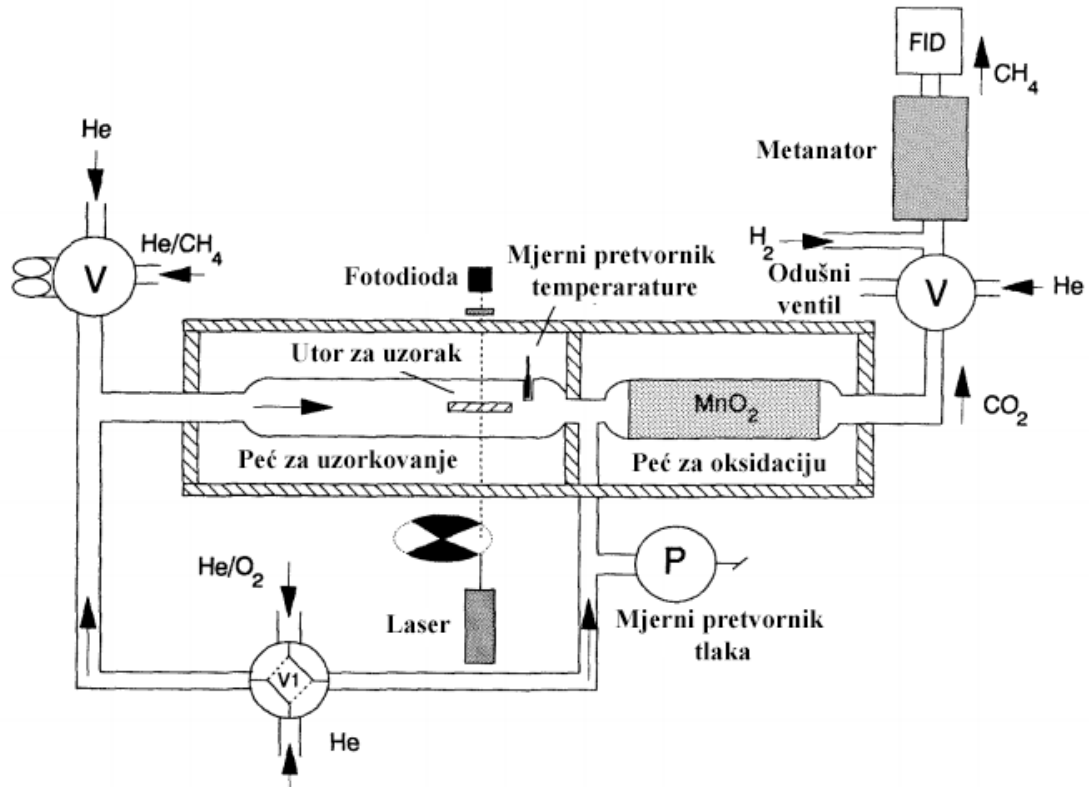 FID
CH4
Metanator
He
He/CH4
V
H2
Odušni
ventil
V
He
Fotodioda
Mjerni pretvornik
temperarature
Utor za uzorak
MnO2
CO2
Peć za uzorkovanje
Peć za oksidaciju
He/O2
Laser
P
Mjerni pretvornik
tlaka
V1
He